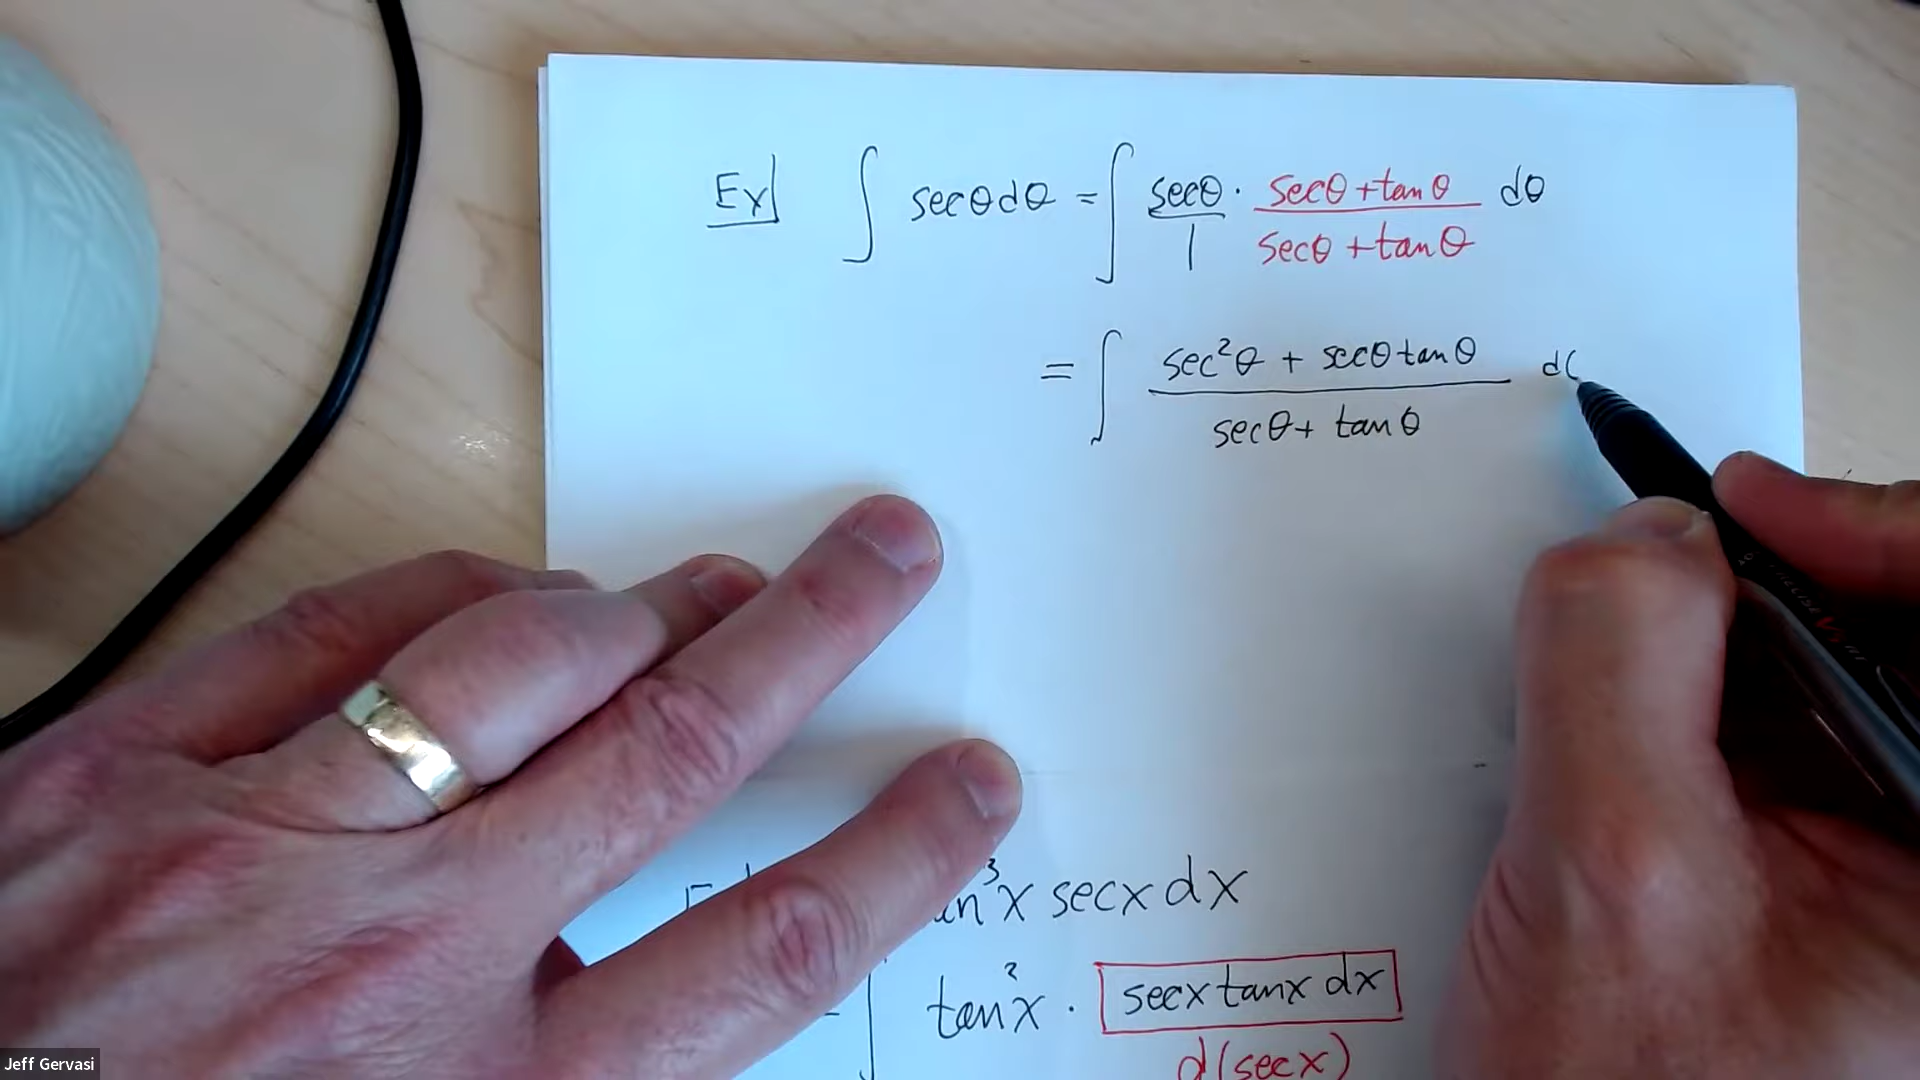 Ex ∫ secθ dθ = ∫ secθ/1 · (secθ + tanθ)/(secθ + tanθ) dθ
= ∫ (sec²θ + secθ tanθ)/(secθ + tanθ) d
³x secx dx
∫ tan²x · secx tanx dx
d(secx)
Jeff Gervasi